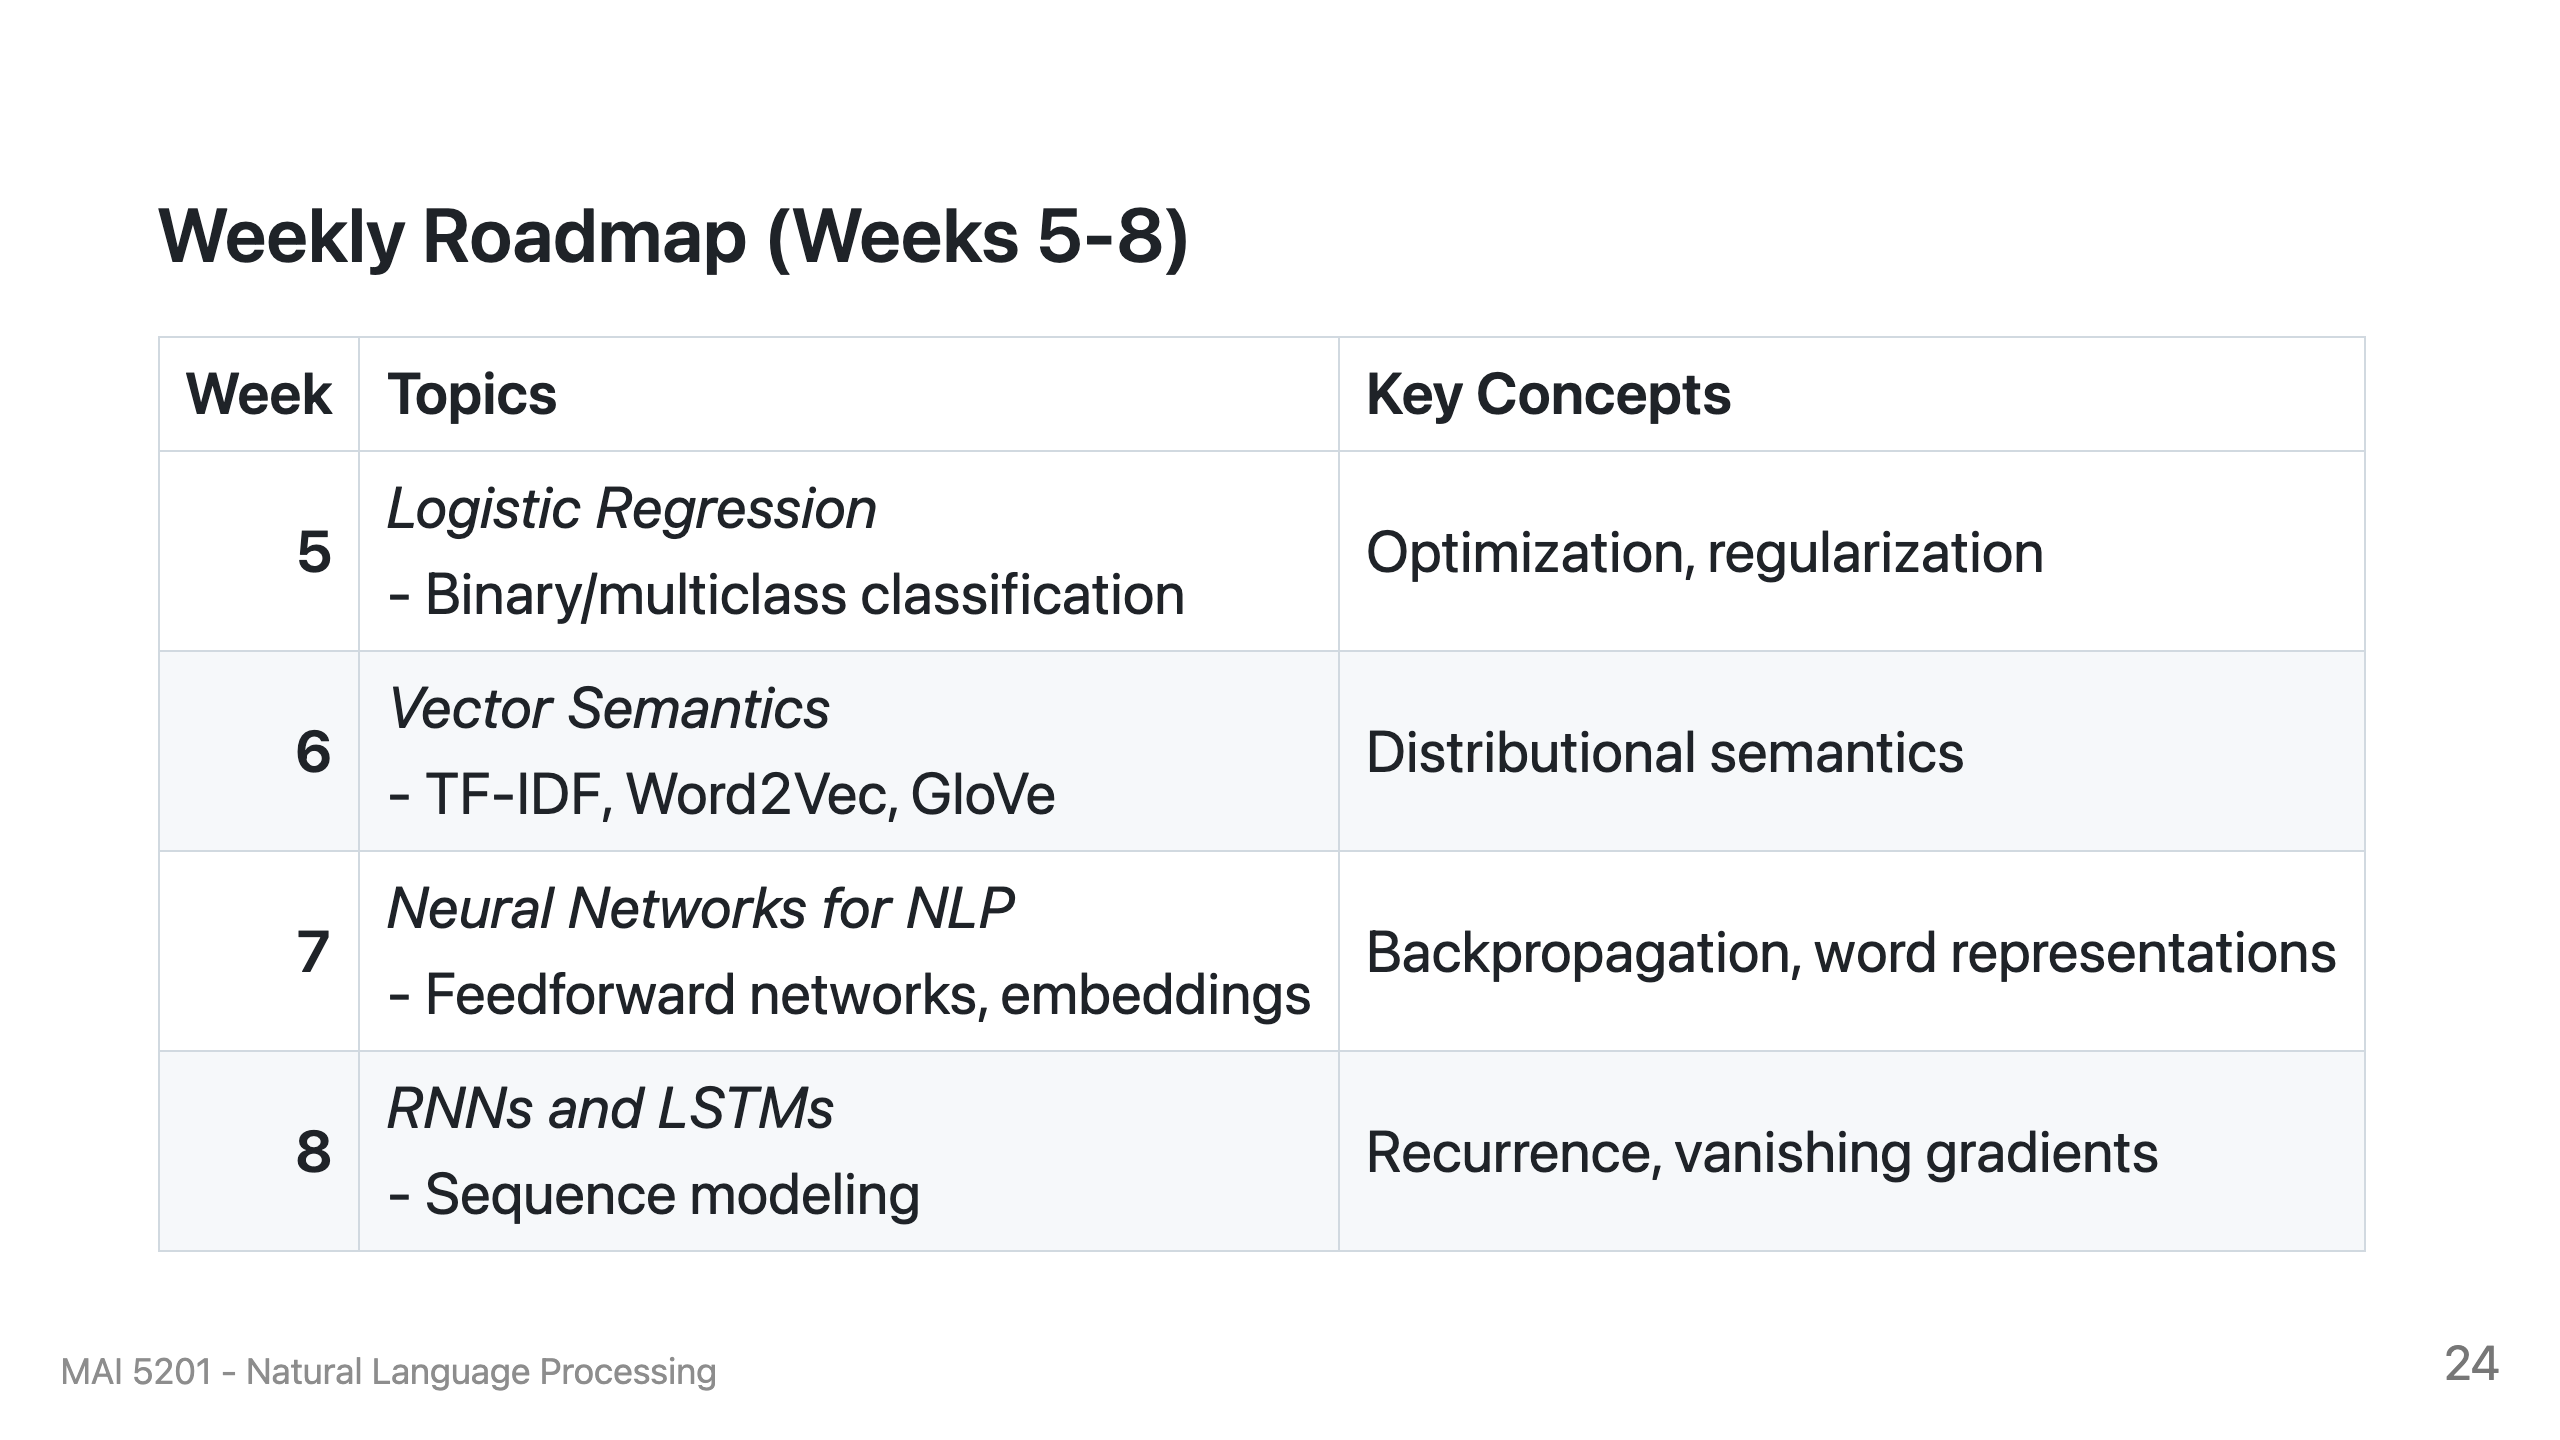 Weekly Roadmap (Weeks 5-8)
Week Topics Key Concepts
5
Logistic Regression
- Binary/multiclass classification
Optimization, regularization
6
Vector Semantics
- TF-IDF, Word2Vec, GloVe
Distributional semantics
7
Neural Networks for NLP
- Feedforward networks, embeddings
Backpropagation, word representations
8
RNNs and LSTMs
- Sequence modeling
Recurrence, vanishing gradients
MAI 5201 - Natural Language Processing
24